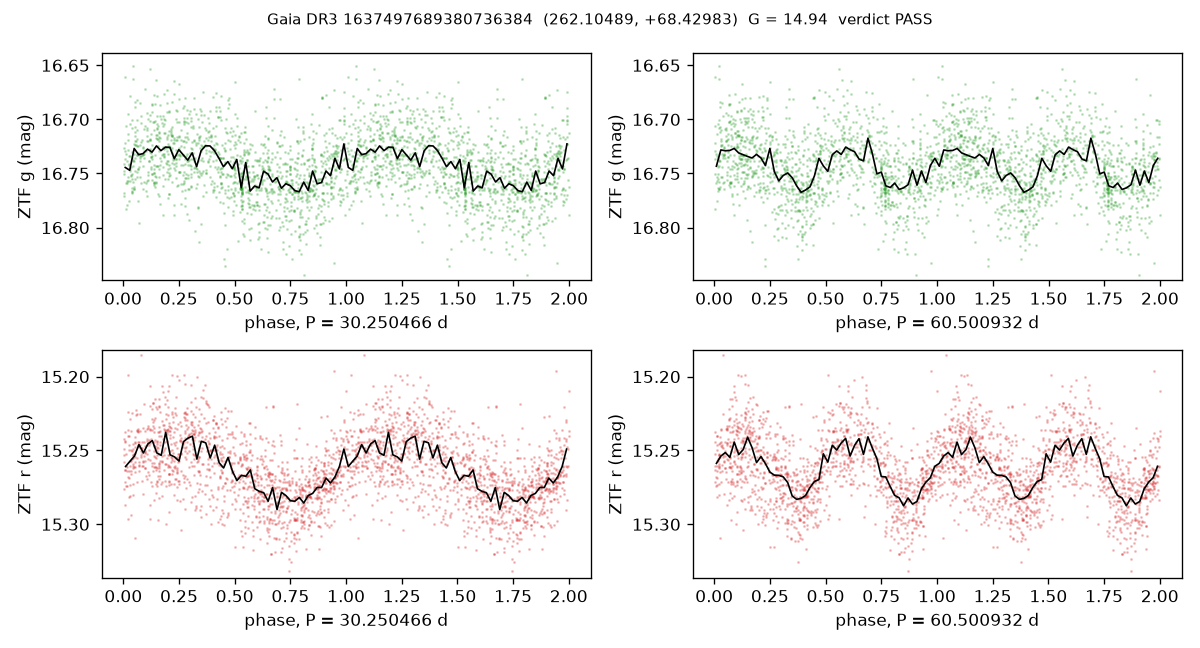 Gaia DR3 1637497689380736384 (262.10489, +68.42983) G = 14.94 verdict PASS
ZTF g (mag)
16.65
16.70
16.75
16.80
0.00 0.25 0.50 0.75 1.00 1.25 1.50 1.75 2.00
phase, P = 30.250466 d
ZTF g (mag)
16.65
16.70
16.75
16.80
0.00 0.25 0.50 0.75 1.00 1.25 1.50 1.75 2.00
phase, P = 60.500932 d
ZTF r (mag)
15.20
15.25
15.30
0.00 0.25 0.50 0.75 1.00 1.25 1.50 1.75 2.00
phase, P = 30.250466 d
ZTF r (mag)
15.20
15.25
15.30
0.00 0.25 0.50 0.75 1.00 1.25 1.50 1.75 2.00
phase, P = 60.500932 d